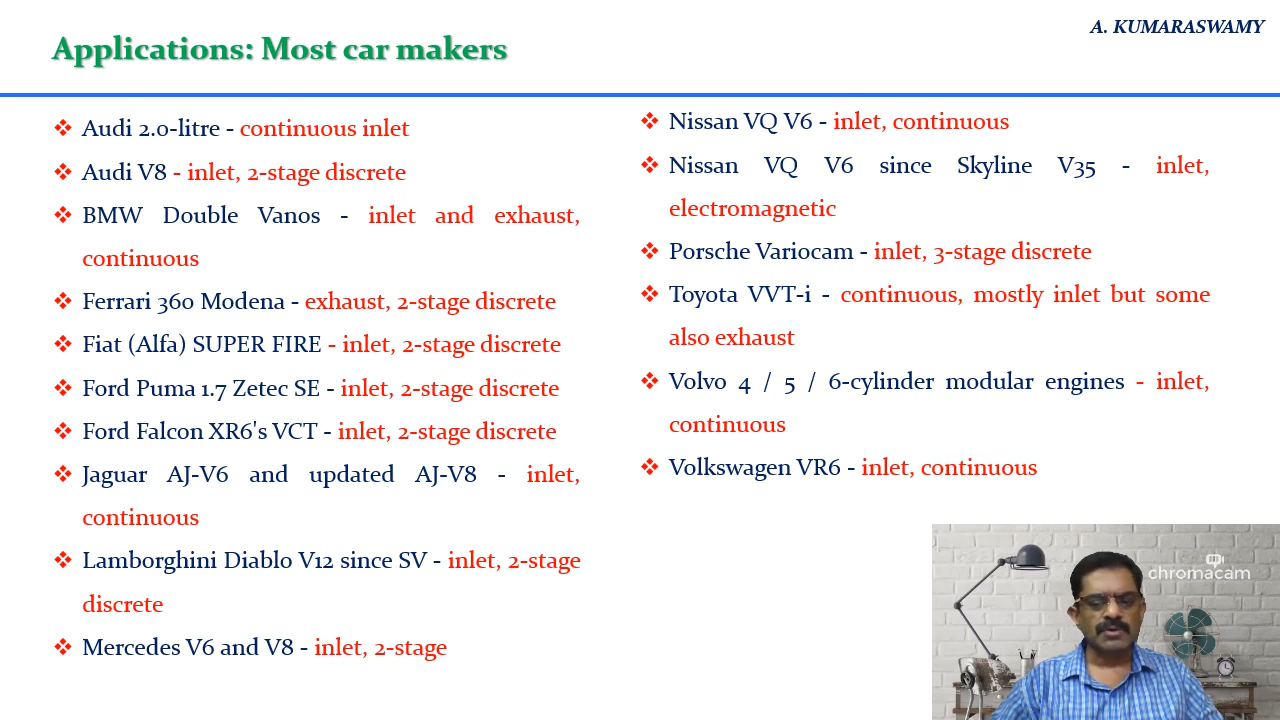 A. KUMARASWAMY
Applications: Most car makers
❖ Audi 2.0-litre - continuous inlet
❖ Audi V8 - inlet, 2-stage discrete
❖ BMW Double Vanos - inlet and exhaust,
continuous
❖ Ferrari 360 Modena - exhaust, 2-stage discrete
❖ Fiat (Alfa) SUPER FIRE - inlet, 2-stage discrete
❖ Ford Puma 1.7 Zetec SE - inlet, 2-stage discrete
❖ Ford Falcon XR6's VCT - inlet, 2-stage discrete
❖ Jaguar AJ-V6 and updated AJ-V8 - inlet,
continuous
❖ Lamborghini Diablo V12 since SV - inlet, 2-stage
discrete
❖ Mercedes V6 and V8 - inlet, 2-stage
❖ Nissan VQ V6 - inlet, continuous
❖ Nissan VQ V6 since Skyline V35 - inlet,
electromagnetic
❖ Porsche Variocam - inlet, 3-stage discrete
❖ Toyota VVT-i - continuous, mostly inlet but some
also exhaust
❖ Volvo 4 / 5 / 6-cylinder modular engines - inlet,
continuous
❖ Volkswagen VR6 - inlet, continuous
chromacam